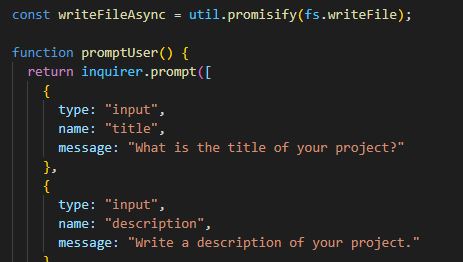 const writeFileAsync = util.promisify(fs.writeFile);
function promptUser() {
return inquirer.prompt([
{
type: "input",
name: "title",
message: "What is the title of your project?"
},
{
type: "input",
name: "description",
message: "Write a description of your project."
}